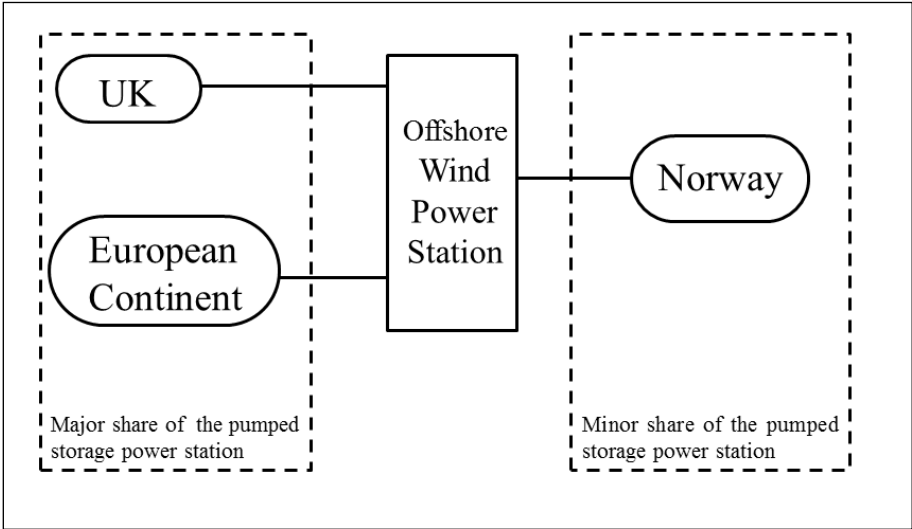 UK
European
Continent
Major share of the pumped
storage power station
Offshore
Wind
Power
Station
Norway
Minor share of the pumped
storage power station